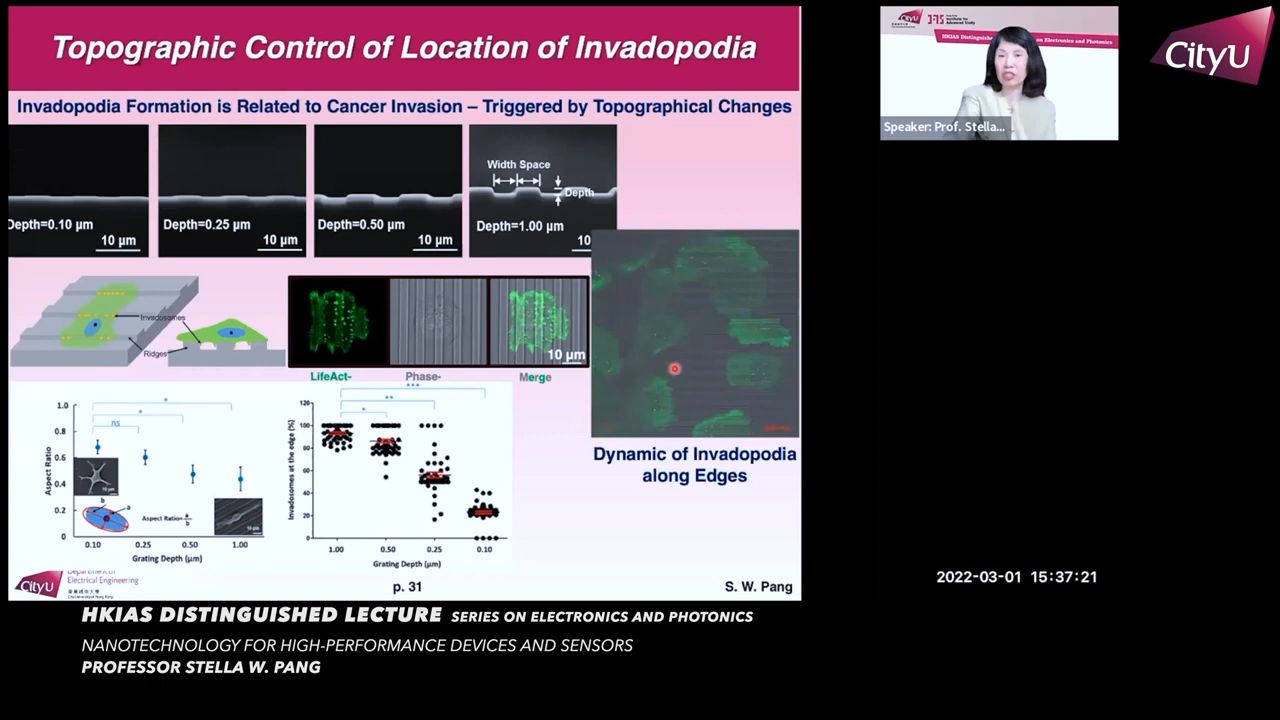 Topographic Control of Location of Invadopodia
Invadopodia Formation is Related to Cancer Invasion – Triggered by Topographical Changes
Depth=0.10 µm
10 µm
Depth=0.25 µm
10 µm
Depth=0.50 µm
10 µm
Width Space
Depth
Depth=1.00 µm
10
Invadosomes
Ridges
10 µm
LifeAct-
Phase-
Merge
Dynamic of Invadopodia
along Edges
Aspect Ratio
1.0
0.8
0.6
0.4
0.2
0
ns
*
*
b
a
Aspect Ratio=a/b
0.10
0.25
0.50
1.00
Grating Depth (µm)
Invadosomes at the edge (%)
120
100
80
60
40
20
0
***
**
*
1.00
0.50
0.25
0.10
Grating Depth (µm)
CityU
Department of
Electrical Engineering
p. 31
S. W. Pang
CityU
HKIAS Distinguishe
on Electronics and Photonics
Speaker: Prof. Stella...
CityU
2022-03-01 15:37:21
HKIAS DISTINGUISHED LECTURE SERIES ON ELECTRONICS AND PHOTONICS
NANOTECHNOLOGY FOR HIGH-PERFORMANCE DEVICES AND SENSORS
PROFESSOR STELLA W. PANG